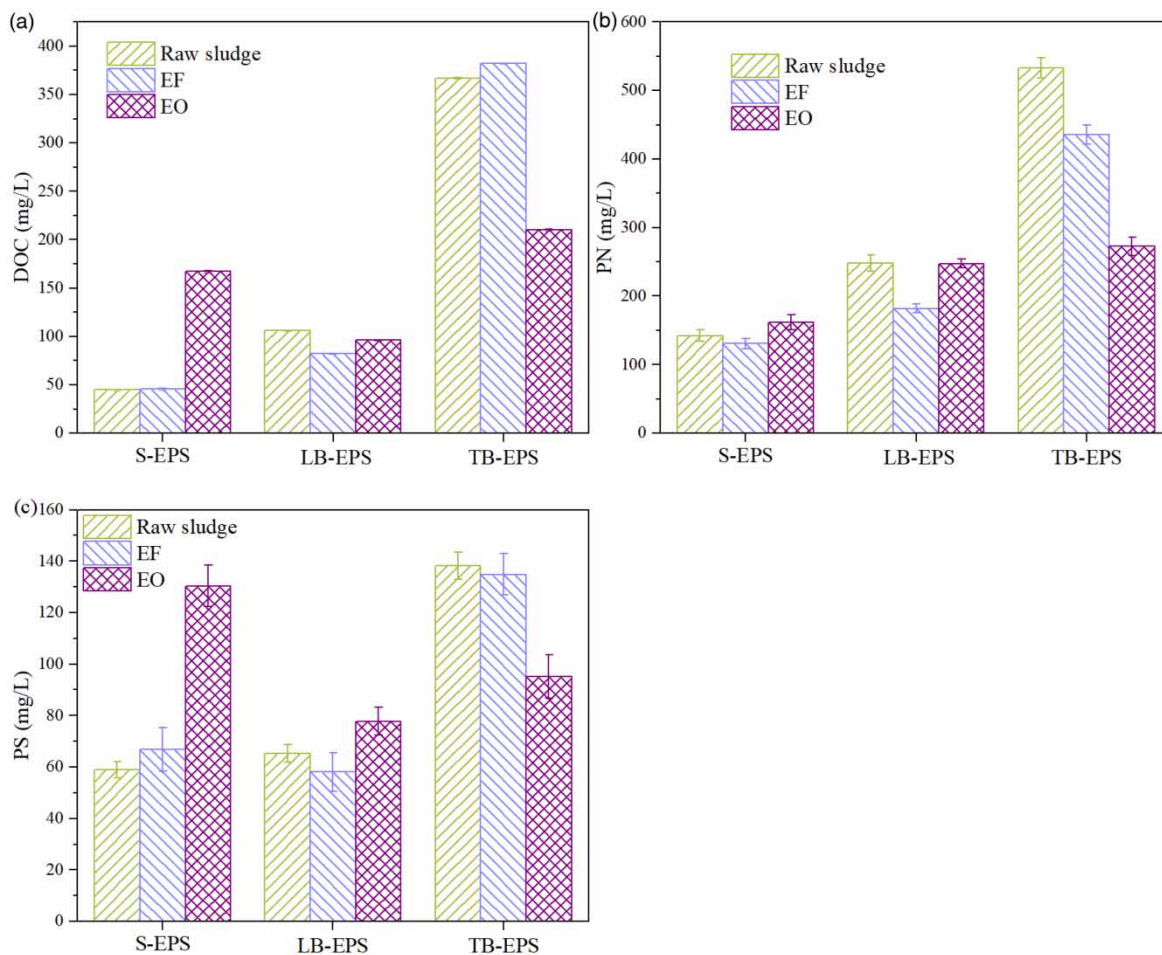 (a)
400
350
300
250
200
150
100
50
0
DOC (mg/L)
Raw sludge
EF
EO
S-EPS LB-EPS TB-EPS
(b)
600
500
400
300
200
100
0
PN (mg/L)
Raw sludge
EF
EO
S-EPS LB-EPS TB-EPS
(c)
160
140
120
100
80
60
40
20
0
PS (mg/L)
Raw sludge
EF
EO
S-EPS LB-EPS TB-EPS